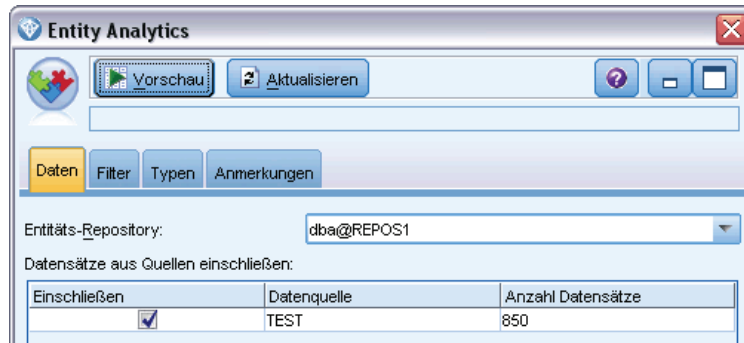 Entity Analytics
Vorschau Aktualisieren
Daten Filter Typen Anmerkungen
Entitäts-Repository: dba@REPOS1
Datensätze aus Quellen einschließen:
Einschließen Datenquelle Anzahl Datensätze
TEST 850